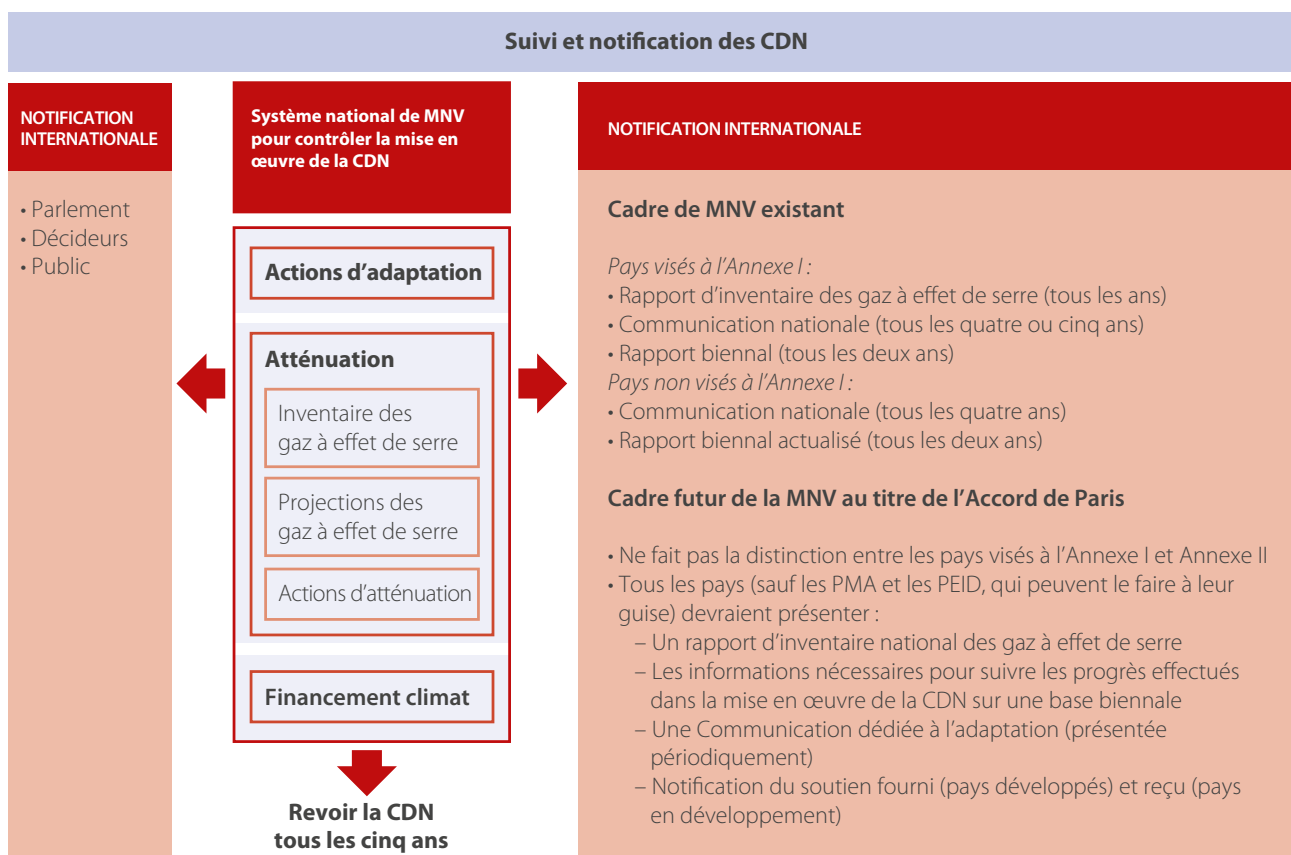 Suivi et notification des CDN
NOTIFICATION
INTERNATIONALE
• Parlement
• Décideurs
• Public
Système national de MNV
pour contrôler la mise en
œuvre de la CDN
Actions d’adaptation
Atténuation
Inventaire des
gaz à effet de serre
Projections des
gaz à effet de serre
Actions d’atténuation
Financement climat
Revoir la CDN
tous les cinq ans
NOTIFICATION INTERNATIONALE
Cadre de MNV existant
Pays visés à l’Annexe I :
• Rapport d’inventaire des gaz à effet de serre (tous les ans)
• Communication nationale (tous les quatre ou cinq ans)
• Rapport biennal (tous les deux ans)
Pays non visés à l’Annexe I :
• Communication nationale (tous les quatre ans)
• Rapport biennal actualisé (tous les deux ans)
Cadre futur de la MNV au titre de l’Accord de Paris
• Ne fait pas la distinction entre les pays visés à l’Annexe I et Annexe II
• Tous les pays (sauf les PMA et les PEID, qui peuvent le faire à leur
guise) devraient présenter :
– Un rapport d’inventaire national des gaz à effet de serre
– Les informations nécessaires pour suivre les progrès effectués
dans la mise en œuvre de la CDN sur une base biennale
– Une Communication dédiée à l’adaptation (présentée
périodiquement)
– Notification du soutien fourni (pays développés) et reçu (pays
en développement)